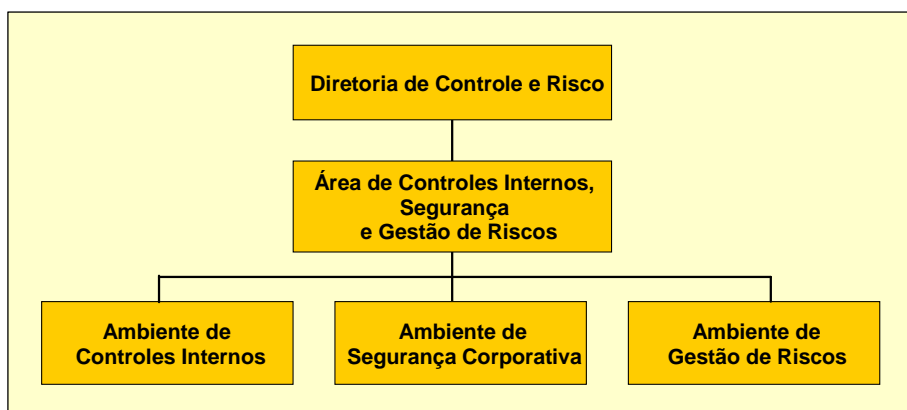 Diretoria de Controle e Risco
Área de Controles Internos,
Segurança
e Gestão de Riscos
Ambiente de
Controles Internos
Ambiente de
Segurança Corporativa
Ambiente de
Gestão de Riscos